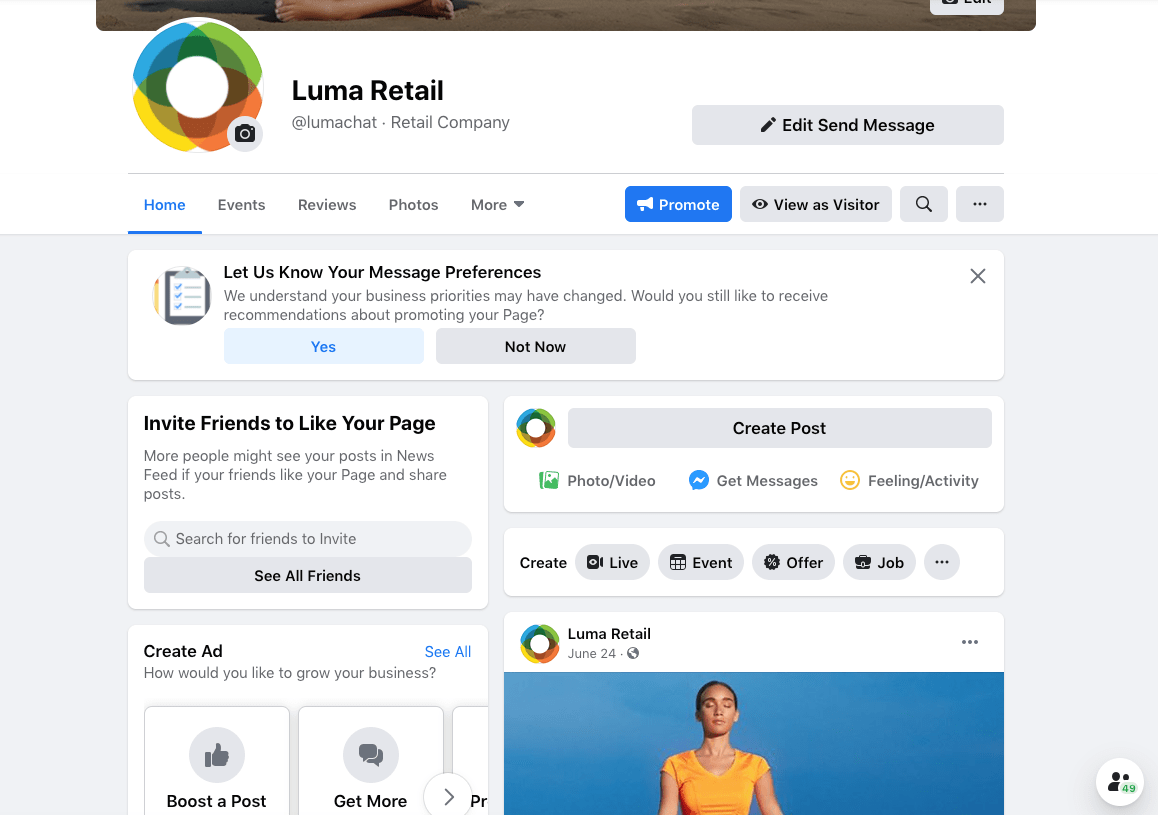 Edit
Luma Retail
@lumachat · Retail Company
Edit Send Message
Home
Events
Reviews
Photos
More
Promote
View as Visitor
Let Us Know Your Message Preferences
We understand your business priorities may have changed. Would you still like to receive
recommendations about promoting your Page?
Yes
Not Now
Invite Friends to Like Your Page
More people might see your posts in News
Feed if your friends like your Page and share
posts.
Search for friends to Invite
See All Friends
Create Ad
See All
How would you like to grow your business?
Boost a Post
Get More
Pr
Create Post
Photo/Video
Get Messages
Feeling/Activity
Create
Live
Event
Offer
Job
Luma Retail
June 24 ·
49